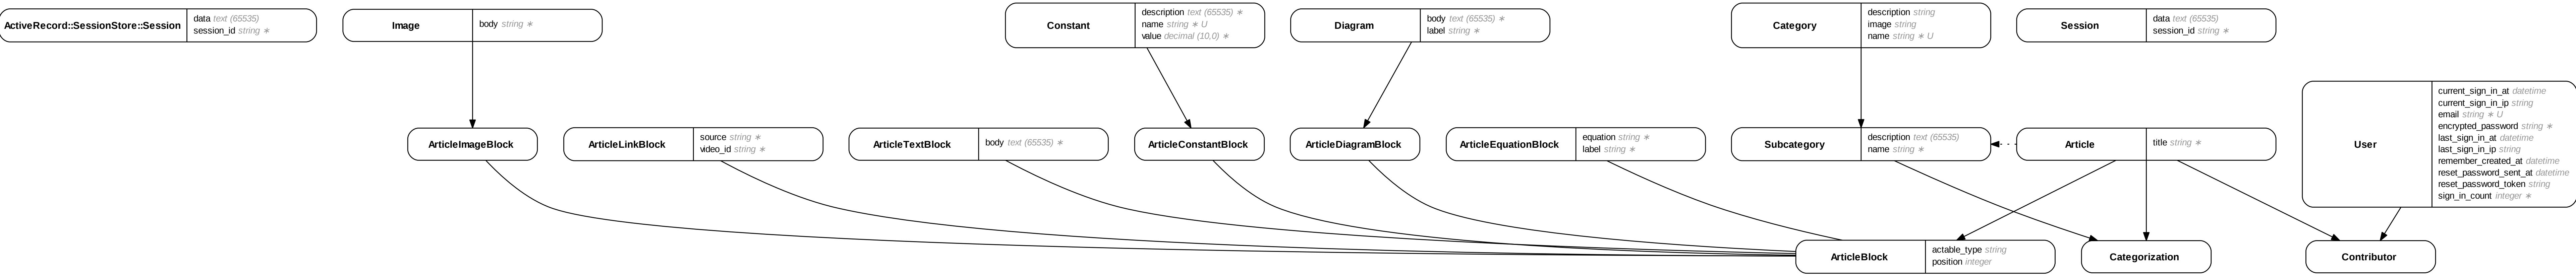 ActiveRecord::SessionStore::Session
data text (65535)
session_id string ∗
Image
body string ∗
Constant
description text (65535) ∗
name string ∗ U
value decimal (10,0) ∗
Diagram
body text (65535) ∗
label string ∗
Category
description string
image string
name string ∗ U
Session
data text (65535)
session_id string ∗
ArticleImageBlock
ArticleLinkBlock
source string ∗
video_id string ∗
ArticleTextBlock
body text (65535) ∗
ArticleConstantBlock
ArticleDiagramBlock
ArticleEquationBlock
equation string ∗
label string ∗
Subcategory
description text (65535)
name string ∗
Article
title string ∗
User
current_sign_in_at datetime
current_sign_in_ip string
email string ∗ U
encrypted_password string ∗
last_sign_in_at datetime
last_sign_in_ip string
remember_created_at datetime
reset_password_sent_at datetime
reset_password_token string
sign_in_count integer ∗
ArticleBlock
actable_type string
position integer
Categorization
Contributor